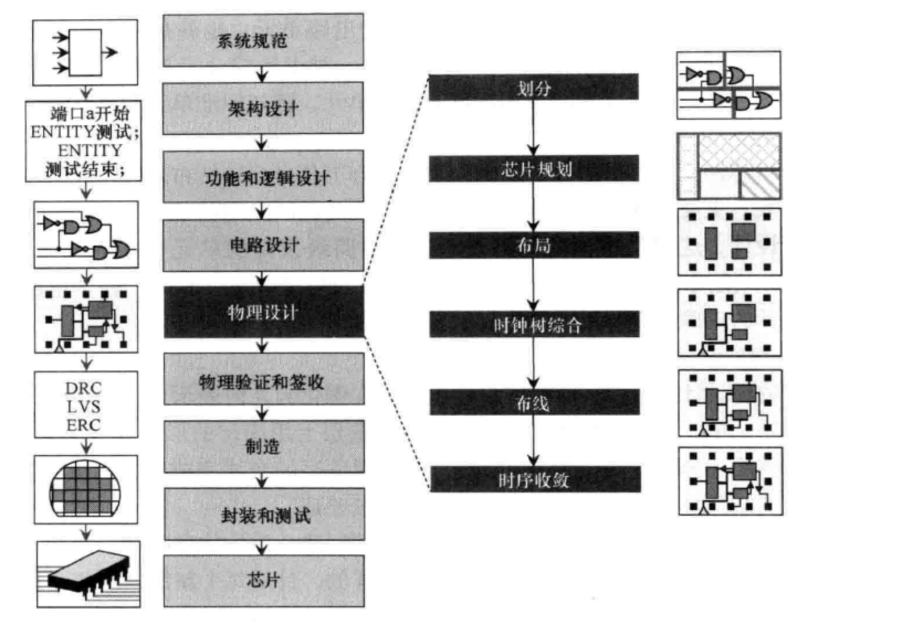 端口a开始
ENTITY测试;
ENTITY
测试结束;
DRC
LVS
ERC
系统规范
架构设计
功能和逻辑设计
电路设计
物理设计
物理验证和签收
制造
封装和测试
芯片
划分
芯片规划
布局
时钟树综合
布线
时序收敛